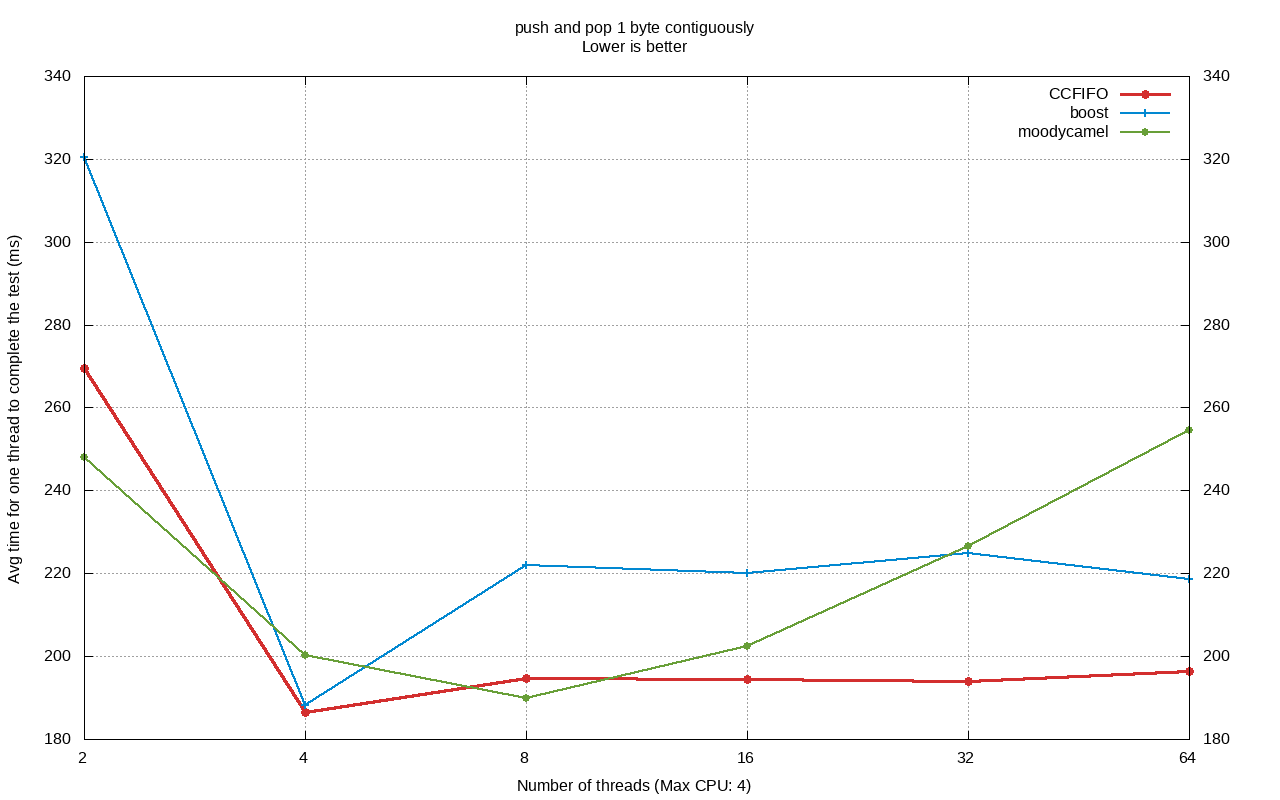 push and pop 1 byte contiguously
Lower is better
Avg time for one thread to complete the test (ms)
340
320
300
280
260
240
220
200
180
340
320
300
280
260
240
220
200
180
CCFIFO
boost
moodycamel
2 4 8 16 32 64
Number of threads (Max CPU: 4)